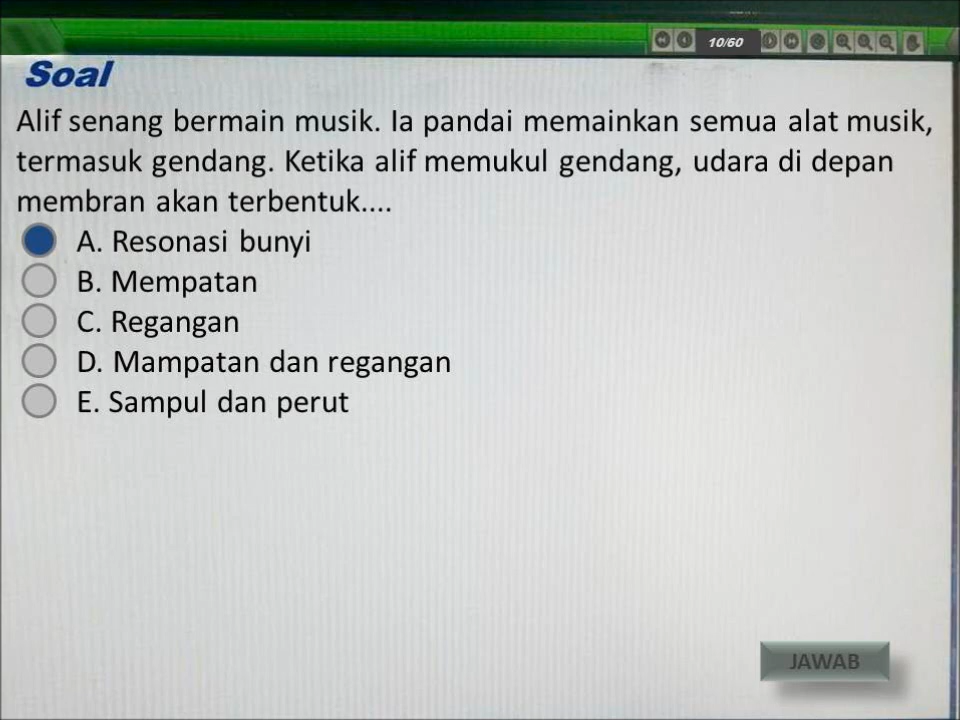 10/60
Soal
Alif senang bermain musik. Ia pandai memainkan semua alat musik,
termasuk gendang. Ketika alif memukul gendang, udara di depan
membran akan terbentuk....
A. Resonasi bunyi
B. Mempatan
C. Regangan
D. Mampatan dan regangan
E. Sampul dan perut
JAWAB